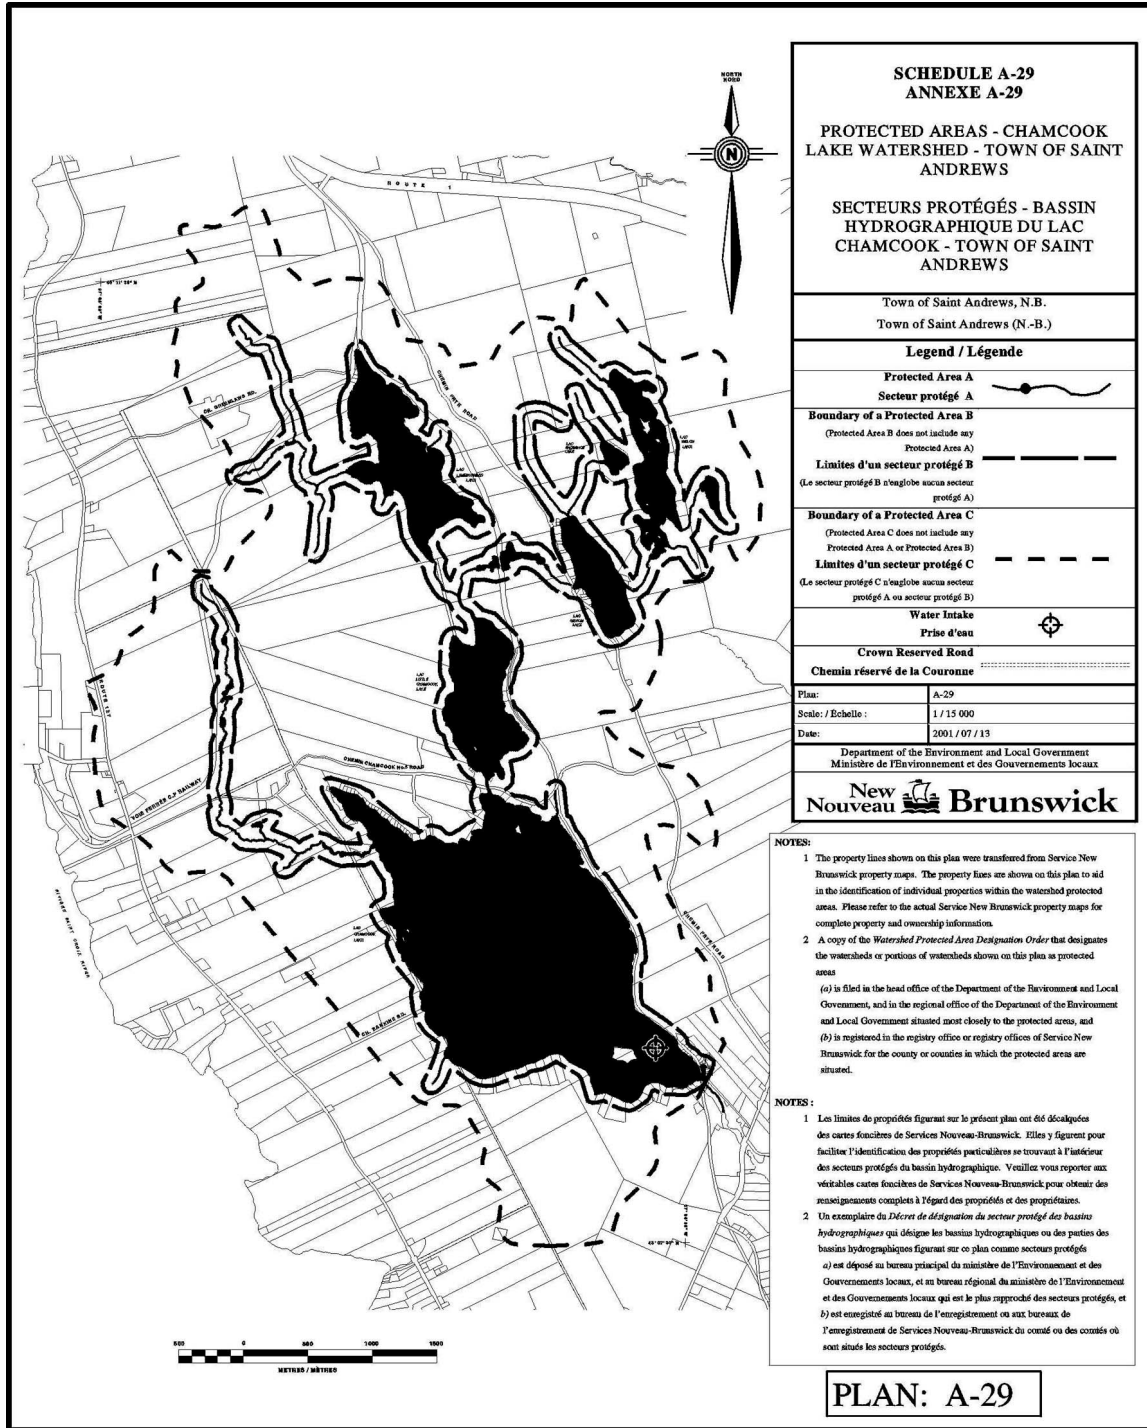 NORTH
NORD
N
ROUTE 1
CHEMIN FRYE ROAD
CHEMIN CHAMCOOK No.2 ROAD
ROUTE 127
VOIE FERRÉE C.P RAILWAY
LAC
LITTLE
CHAMCOOK
LAKE
LAC
CHAMCOOK
LAKE
CHEMIN FRYE ROAD
RIVIERE SAINT CROIX RIVER
500
0
500
1000
1500
METRES / MÈTRES
SCHEDULE A-29
ANNEXE A-29
PROTECTED AREAS - CHAMCOOK
LAKE WATERSHED - TOWN OF SAINT
ANDREWS
SECTEURS PROTÉGÉS - BASSIN
HYDROGRAPHIQUE DU LAC
CHAMCOOK - TOWN OF SAINT
ANDREWS
Town of Saint Andrews, N.B.
Town of Saint Andrews (N.-B.)
Legend / Légende
Protected Area A
Secteur protégé A
Boundary of a Protected Area B
(Protected Area B does not include any
Protected Area A)
Limites d'un secteur protégé B
(Le secteur protégé B n'englobe aucun secteur
protégé A)
Boundary of a Protected Area C
(Protected Area C does not include any
Protected Area A or Protected Area B)
Limites d'un secteur protégé C
(Le secteur protégé C n'englobe aucun secteur
protégé A ou secteur protégé B)
Water Intake
Prise d'eau
Crown Reserved Road
Chemin réservé de la Couronne
Plan: A-29
Scale: / Échelle : 1 / 15 000
Date: 2001 / 07 / 13
Department of the Environment and Local Government
Ministère de l'Environnement et des Gouvernements locaux
New
Nouveau Brunswick
NOTES:
1 The property lines shown on this plan were transferred from Service New
Brunswick property maps. The property lines are shown on this plan to aid
in the identification of individual properties within the watershed protected
areas. Please refer to the actual Service New Brunswick property maps for
complete property and ownership information.
2 A copy of the Watershed Protected Area Designation Order that designates
the watersheds or portions of watersheds shown on this plan as protected
areas
(a) is filed in the head office of the Department of the Environment and Local
Government, and in the regional office of the Department of the Environment
and Local Government situated most closely to the protected areas, and
(b) is registered in the registry office or registry offices of Service New
Brunswick for the county or counties in which the protected areas are
situated.
NOTES :
1 Les limites de propriétés figurant sur le présent plan ont été décalquées
des cartes foncières de Services Nouveau-Brunswick. Elles y figurent pour
faciliter l'identification des propriétés particulières se trouvant à l'intérieur
des secteurs protégés du bassin hydrographique. Veuillez vous reporter aux
véritables cartes foncières de Services Nouveau-Brunswick pour obtenir des
renseignements complets à l'égard des propriétés et des propriétaires.
2 Un exemplaire du Décret de désignation du secteur protégé des bassins
hydrographiques qui désigne les bassins hydrographiques ou des parties des
bassins hydrographiques figurant sur ce plan comme secteurs protégés
a) est déposé au bureau principal du ministère de l'Environnement et des
Gouvernements locaux, et au bureau régional du ministère de l'Environnement
et des Gouvernements locaux qui est le plus rapproché des secteurs protégés, et
b) est enregistré au bureau de l'enregistrement ou aux bureaux de
l'enregistrement de Services Nouveau-Brunswick du comté ou des comtés où
sont situés les secteurs protégés.
PLAN: A-29